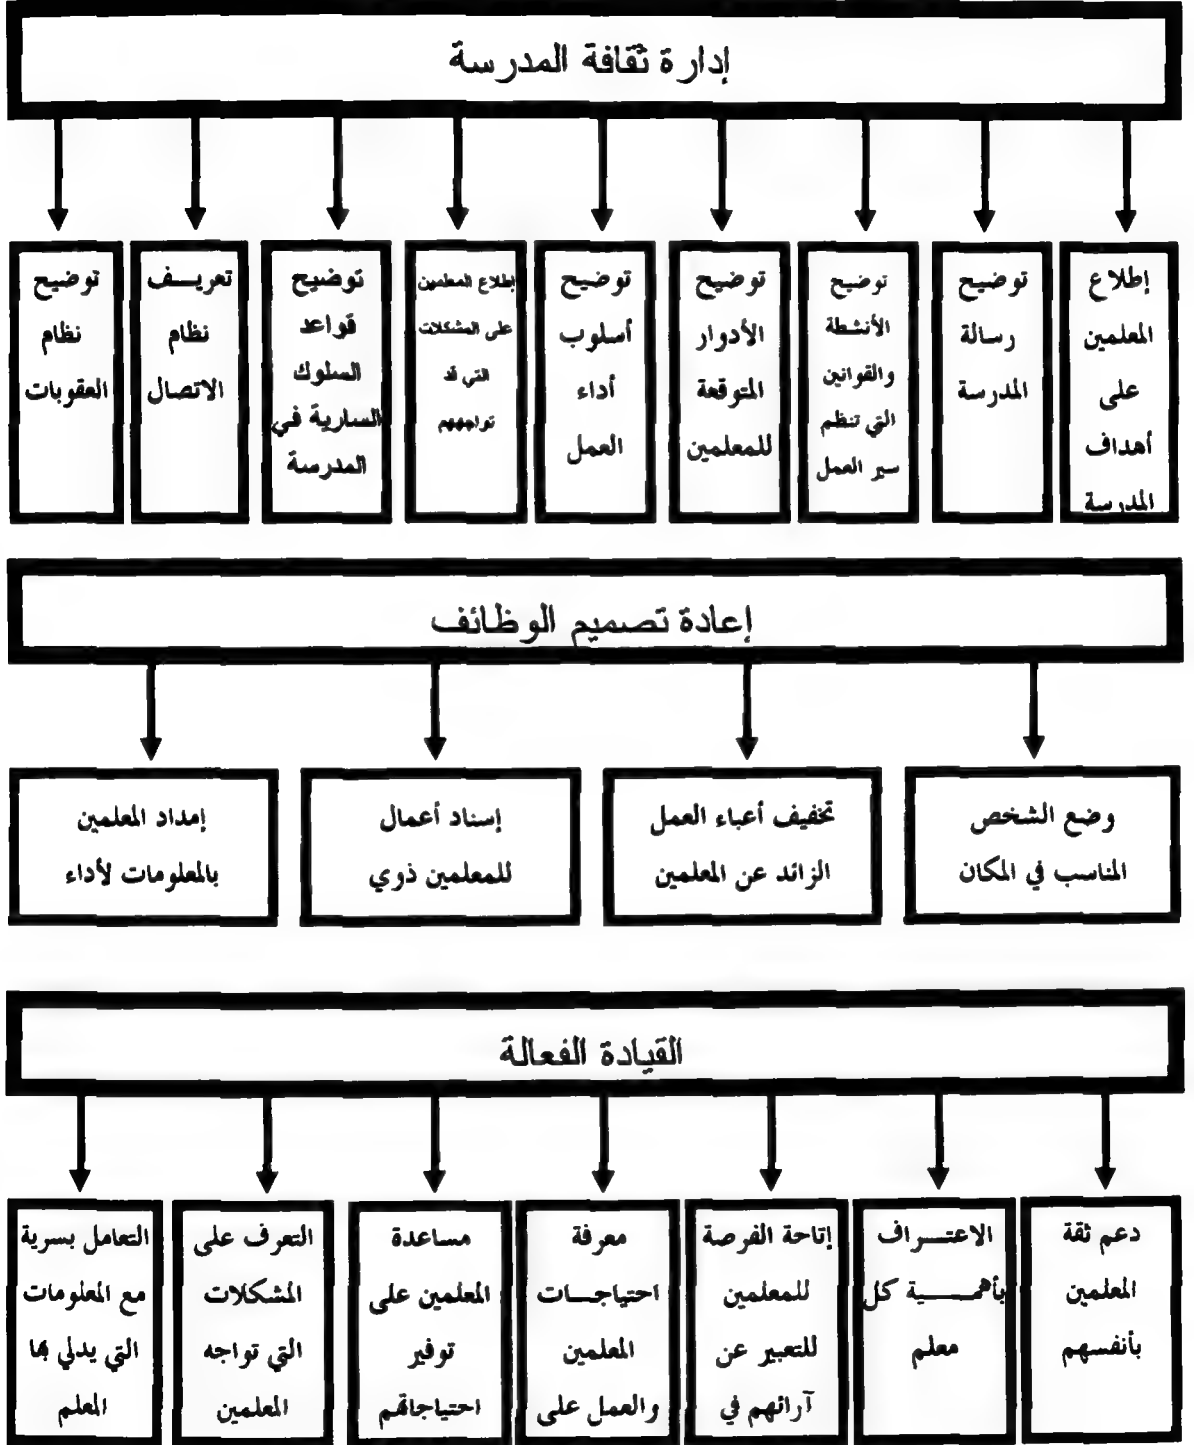 إدارة ثقافة المدرسة
إطلاع
المعلمين
على
أهداف
المدرسة
توضيح
رسالة
المدرسة
توضيح
الأنشطة
والقوانين
التي تنظم
سير العمل
توضيح
الأدوار
المتوقعة
للمعلمين
توضيح
أسلوب
أداء
العمل
إطلاع المعلمين
على المشكلات
التي قد
تواجههم
توضيح
قواعد
السلوك
السارية في
المدرسة
تعريــف
نظام
الاتصال
توضيح
نظام
العقوبات
إعادة تصميم الوظائف
وضع الشخص
المناسب في المكان
تخفيف أعباء العمل
الزائد عن المعلمين
إسناد أعمال
للمعلمين ذوي
إمداد المعلمين
بالمعلومات لأداء
القيادة الفعالة
دعم ثقة
المعلمين
بأنفسهم
الاعتــراف
بأهمــــية كل
معلم
إتاحة الفرصة
للمعلمين
للتعبير عن
آرائهم في
معرفة
احتياجــات
المعلمين
والعمل على
مساعدة
المعلمين على
توفير
احتياجاتهم
التعرف على
المشكلات
التي تواجه
المعلمين
التعامل بسرية
مع المعلومات
التي يدلي بها
المعلم